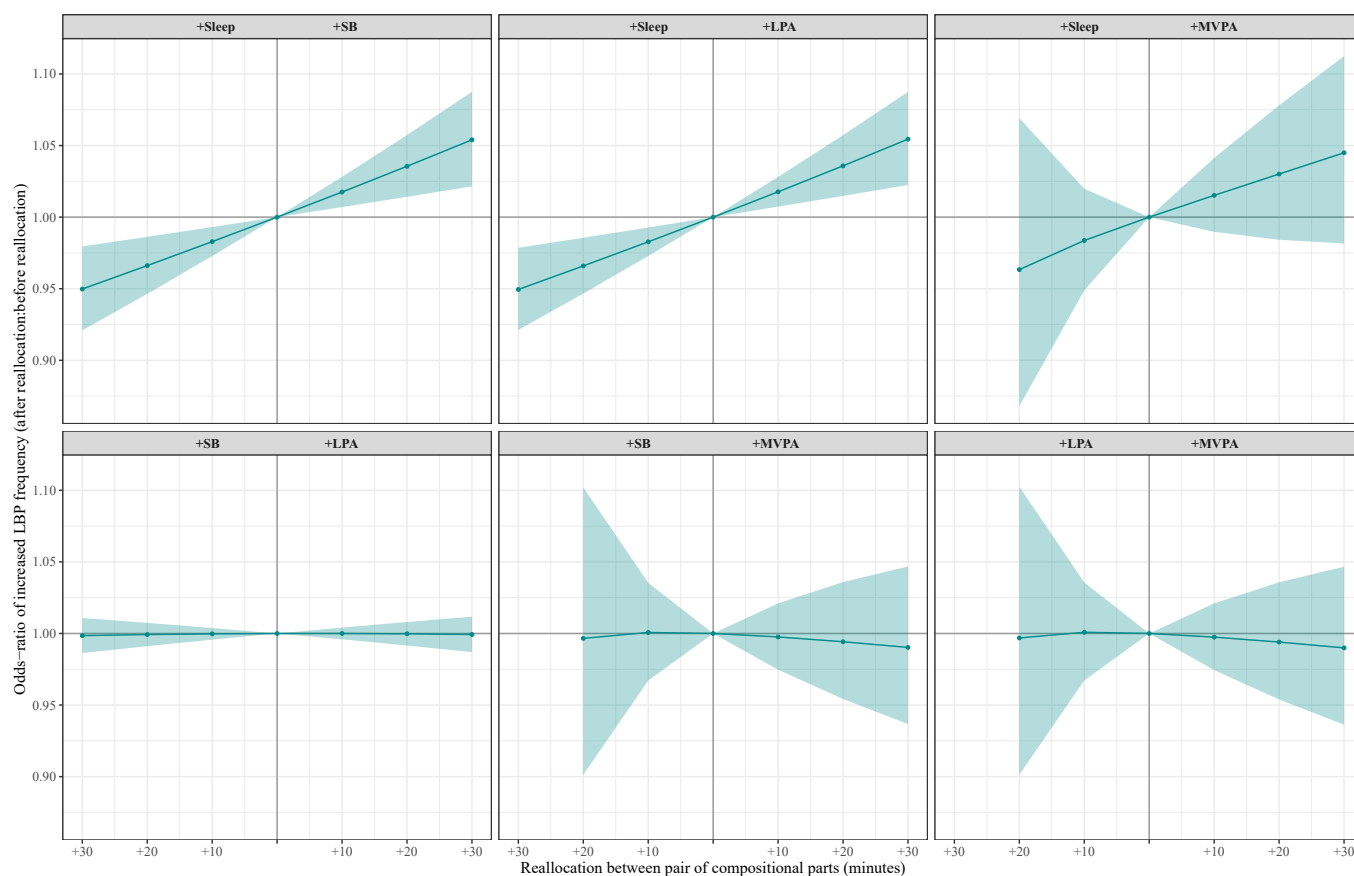 +Sleep +SB
+Sleep +LPA
+Sleep +MVPA
1.10
1.05
1.00
0.95
0.90
+SB +LPA
+SB +MVPA
+LPA +MVPA
1.10
1.05
1.00
0.95
0.90
Odds−ratio of increased LBP frequency (after reallocation:before reallocation)
+30 +20 +10 +10 +20 +30
+30 +20 +10 +10 +20 +30
+30 +20 +10 +10 +20 +30
Reallocation between pair of compositional parts (minutes)